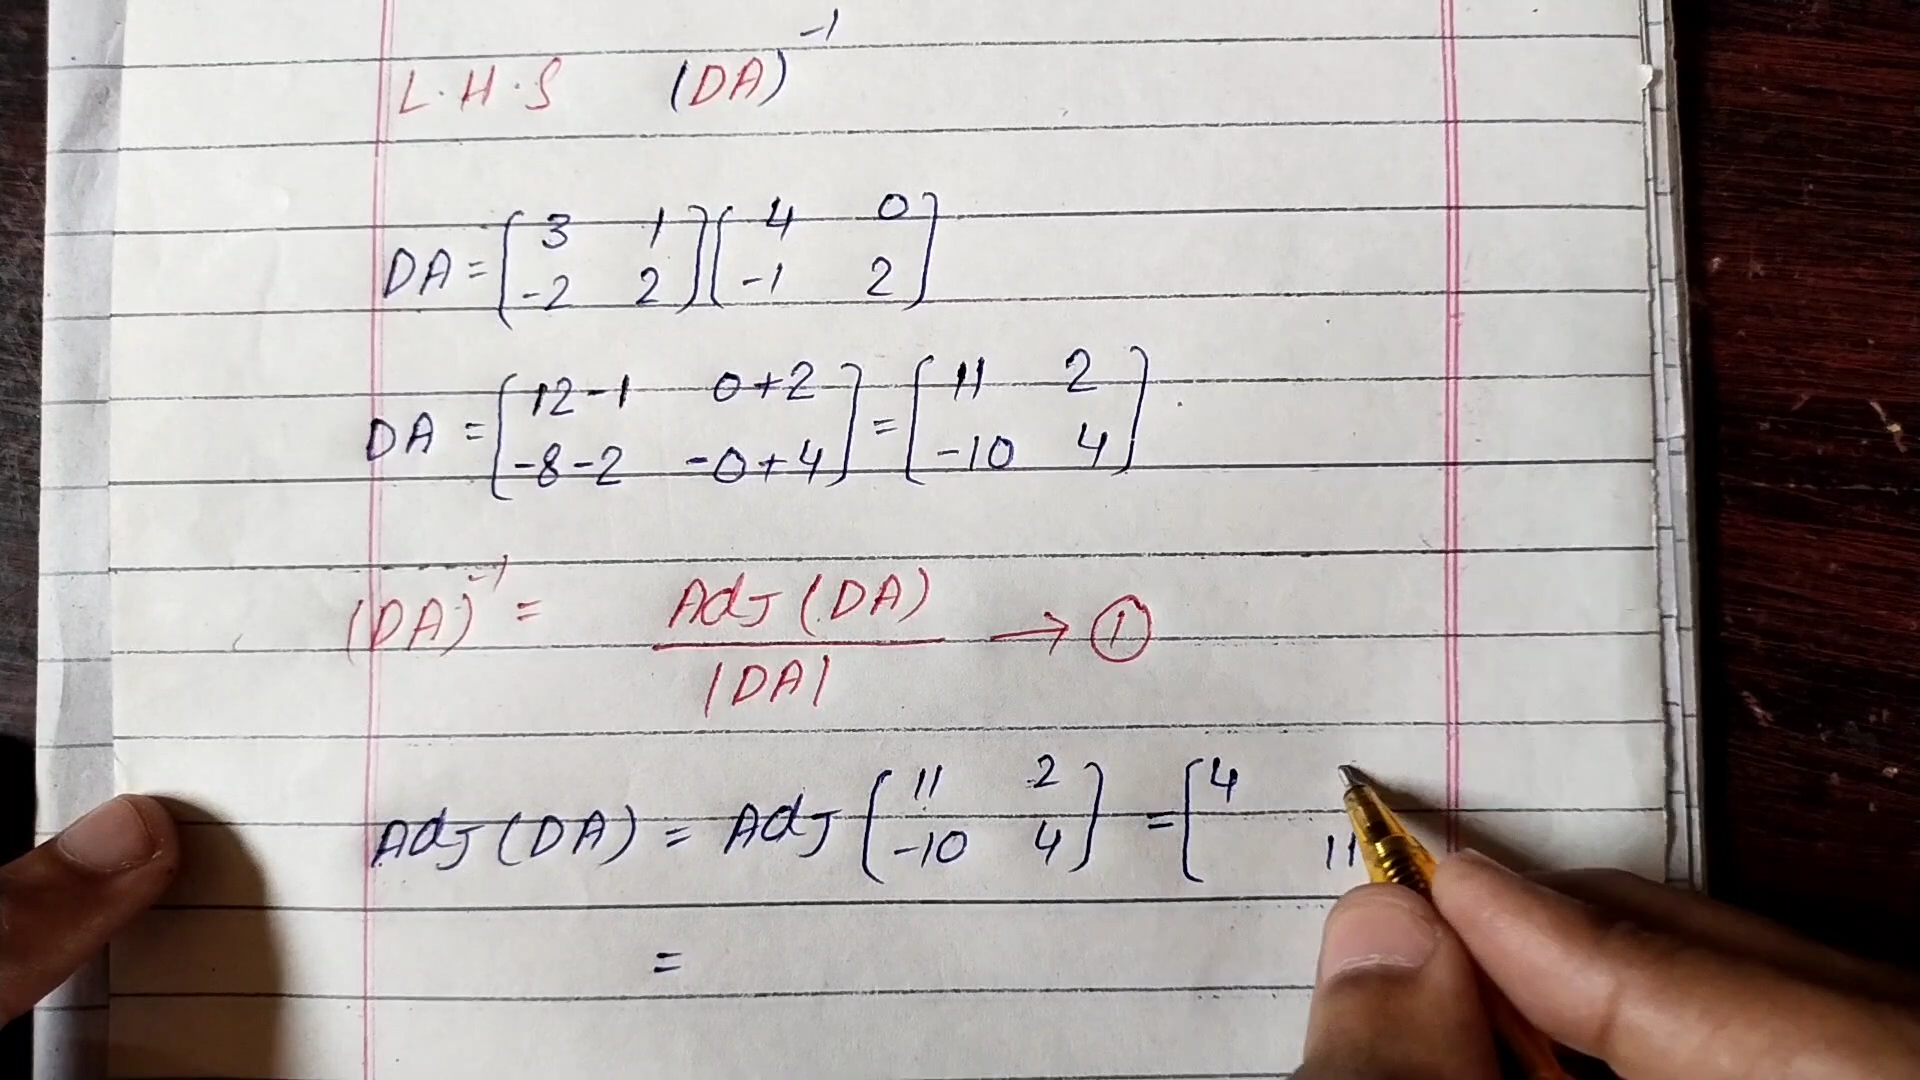 L.H.S (DA)⁻¹
DA = [3 1
-2 2] [4 0
-1 2]
DA = [12-1 0+2
-8-2 -0+4] = [11 2
-10 4]
(DA)⁻¹ = Adj (DA) / |DA| → ①
Adj (DA) = Adj [11 2
-10 4] = [4
11
=